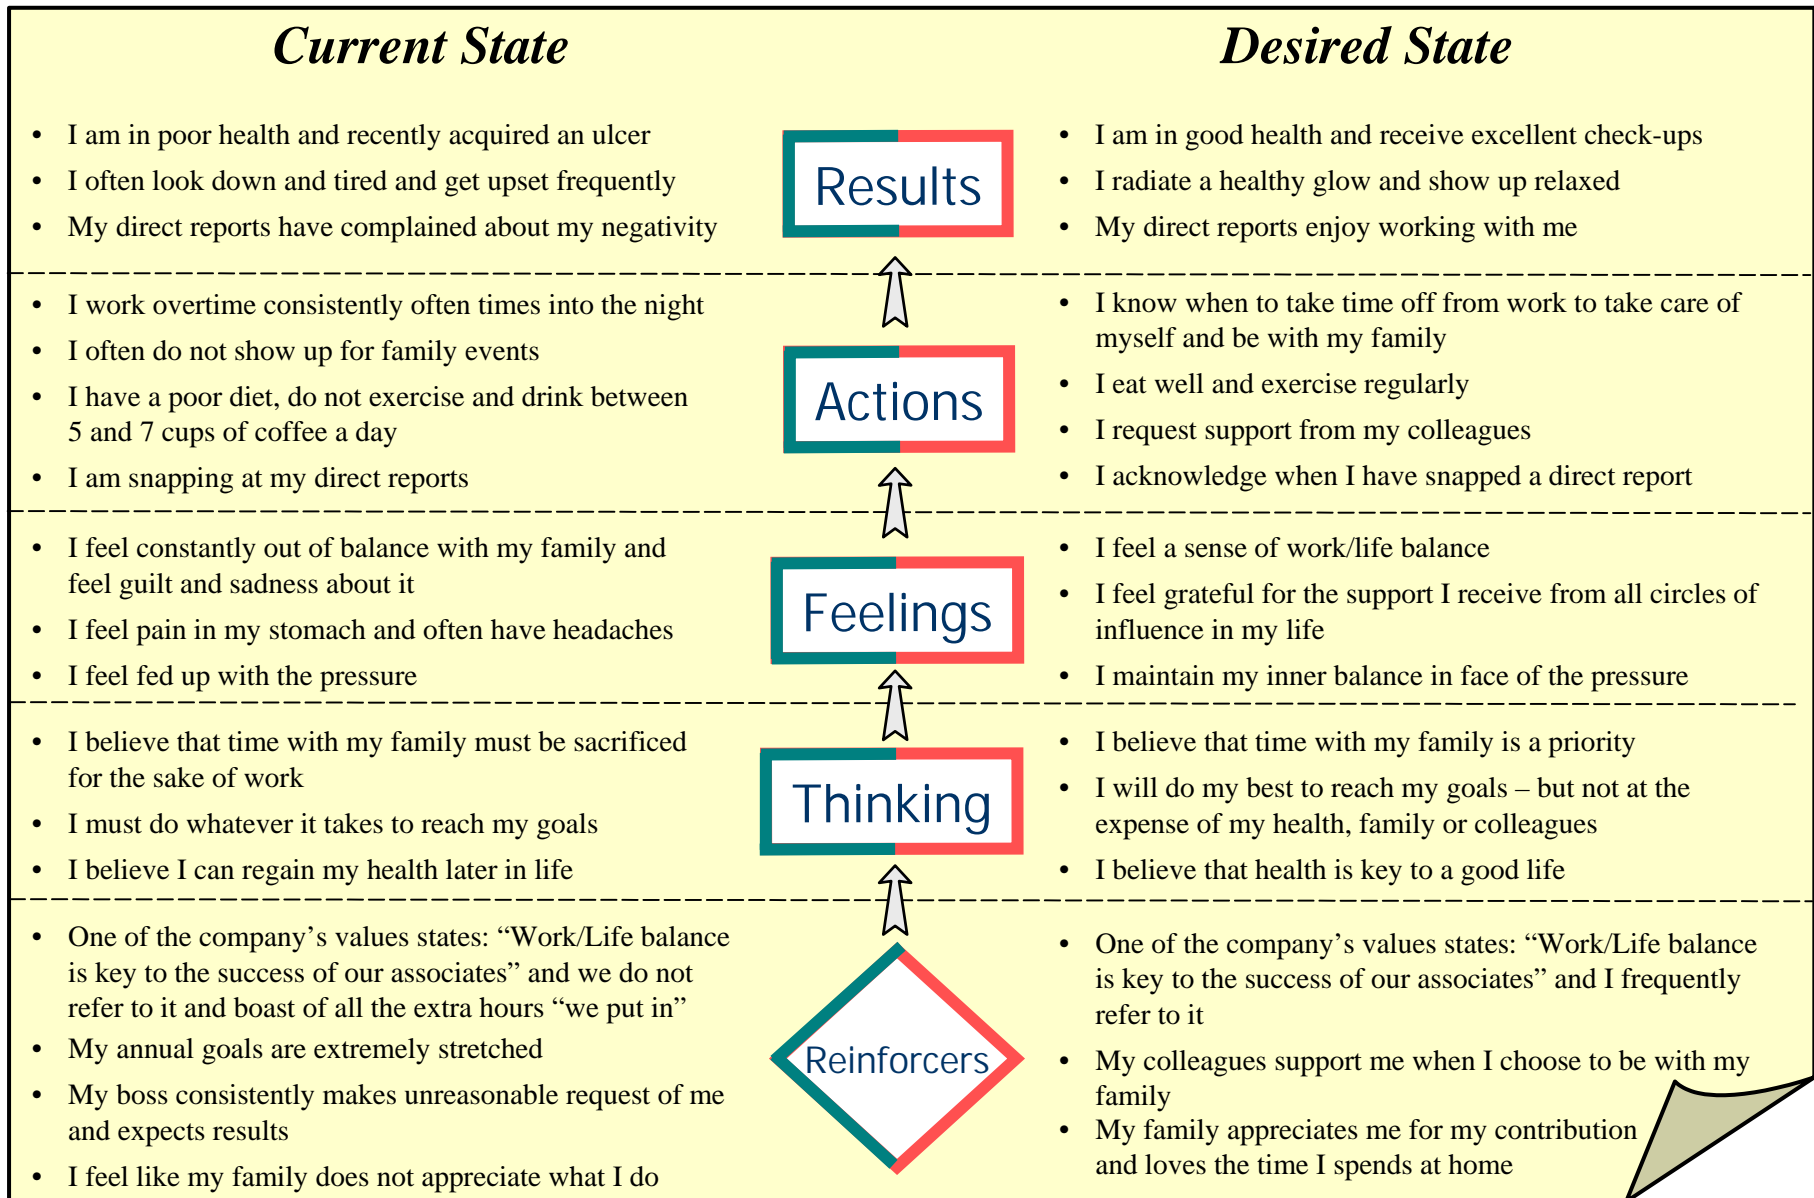 Current State
Desired State
• I am in poor health and recently acquired an ulcer
• I often look down and tired and get upset frequently
• My direct reports have complained about my negativity
Results
• I am in good health and receive excellent check-ups
• I radiate a healthy glow and show up relaxed
• My direct reports enjoy working with me
• I work overtime consistently often times into the night
• I often do not show up for family events
• I have a poor diet, do not exercise and drink between
5 and 7 cups of coffee a day
• I am snapping at my direct reports
Actions
• I know when to take time off from work to take care of
myself and be with my family
• I eat well and exercise regularly
• I request support from my colleagues
• I acknowledge when I have snapped a direct report
• I feel constantly out of balance with my family and
feel guilt and sadness about it
• I feel pain in my stomach and often have headaches
• I feel fed up with the pressure
Feelings
• I feel a sense of work/life balance
• I feel grateful for the support I receive from all circles of
influence in my life
• I maintain my inner balance in face of the pressure
• I believe that time with my family must be sacrificed
for the sake of work
• I must do whatever it takes to reach my goals
• I believe I can regain my health later in life
Thinking
• I believe that time with my family is a priority
• I will do my best to reach my goals – but not at the
expense of my health, family or colleagues
• I believe that health is key to a good life
• One of the company’s values states: “Work/Life balance
is key to the success of our associates” and we do not
refer to it and boast of all the extra hours “we put in”
• My annual goals are extremely stretched
• My boss consistently makes unreasonable request of me
and expects results
• I feel like my family does not appreciate what I do
Reinforcers
• One of the company’s values states: “Work/Life balance
is key to the success of our associates” and I frequently
refer to it
• My colleagues support me when I choose to be with my
family
• My family appreciates me for my contribution
and loves the time I spends at home